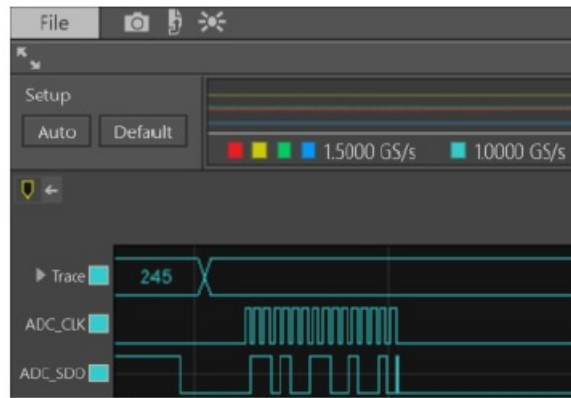 File
Setup
Auto Default
1.5000 GS/s 1.0000 GS/s
Trace 245
ADC_CLK
ADC_SDO